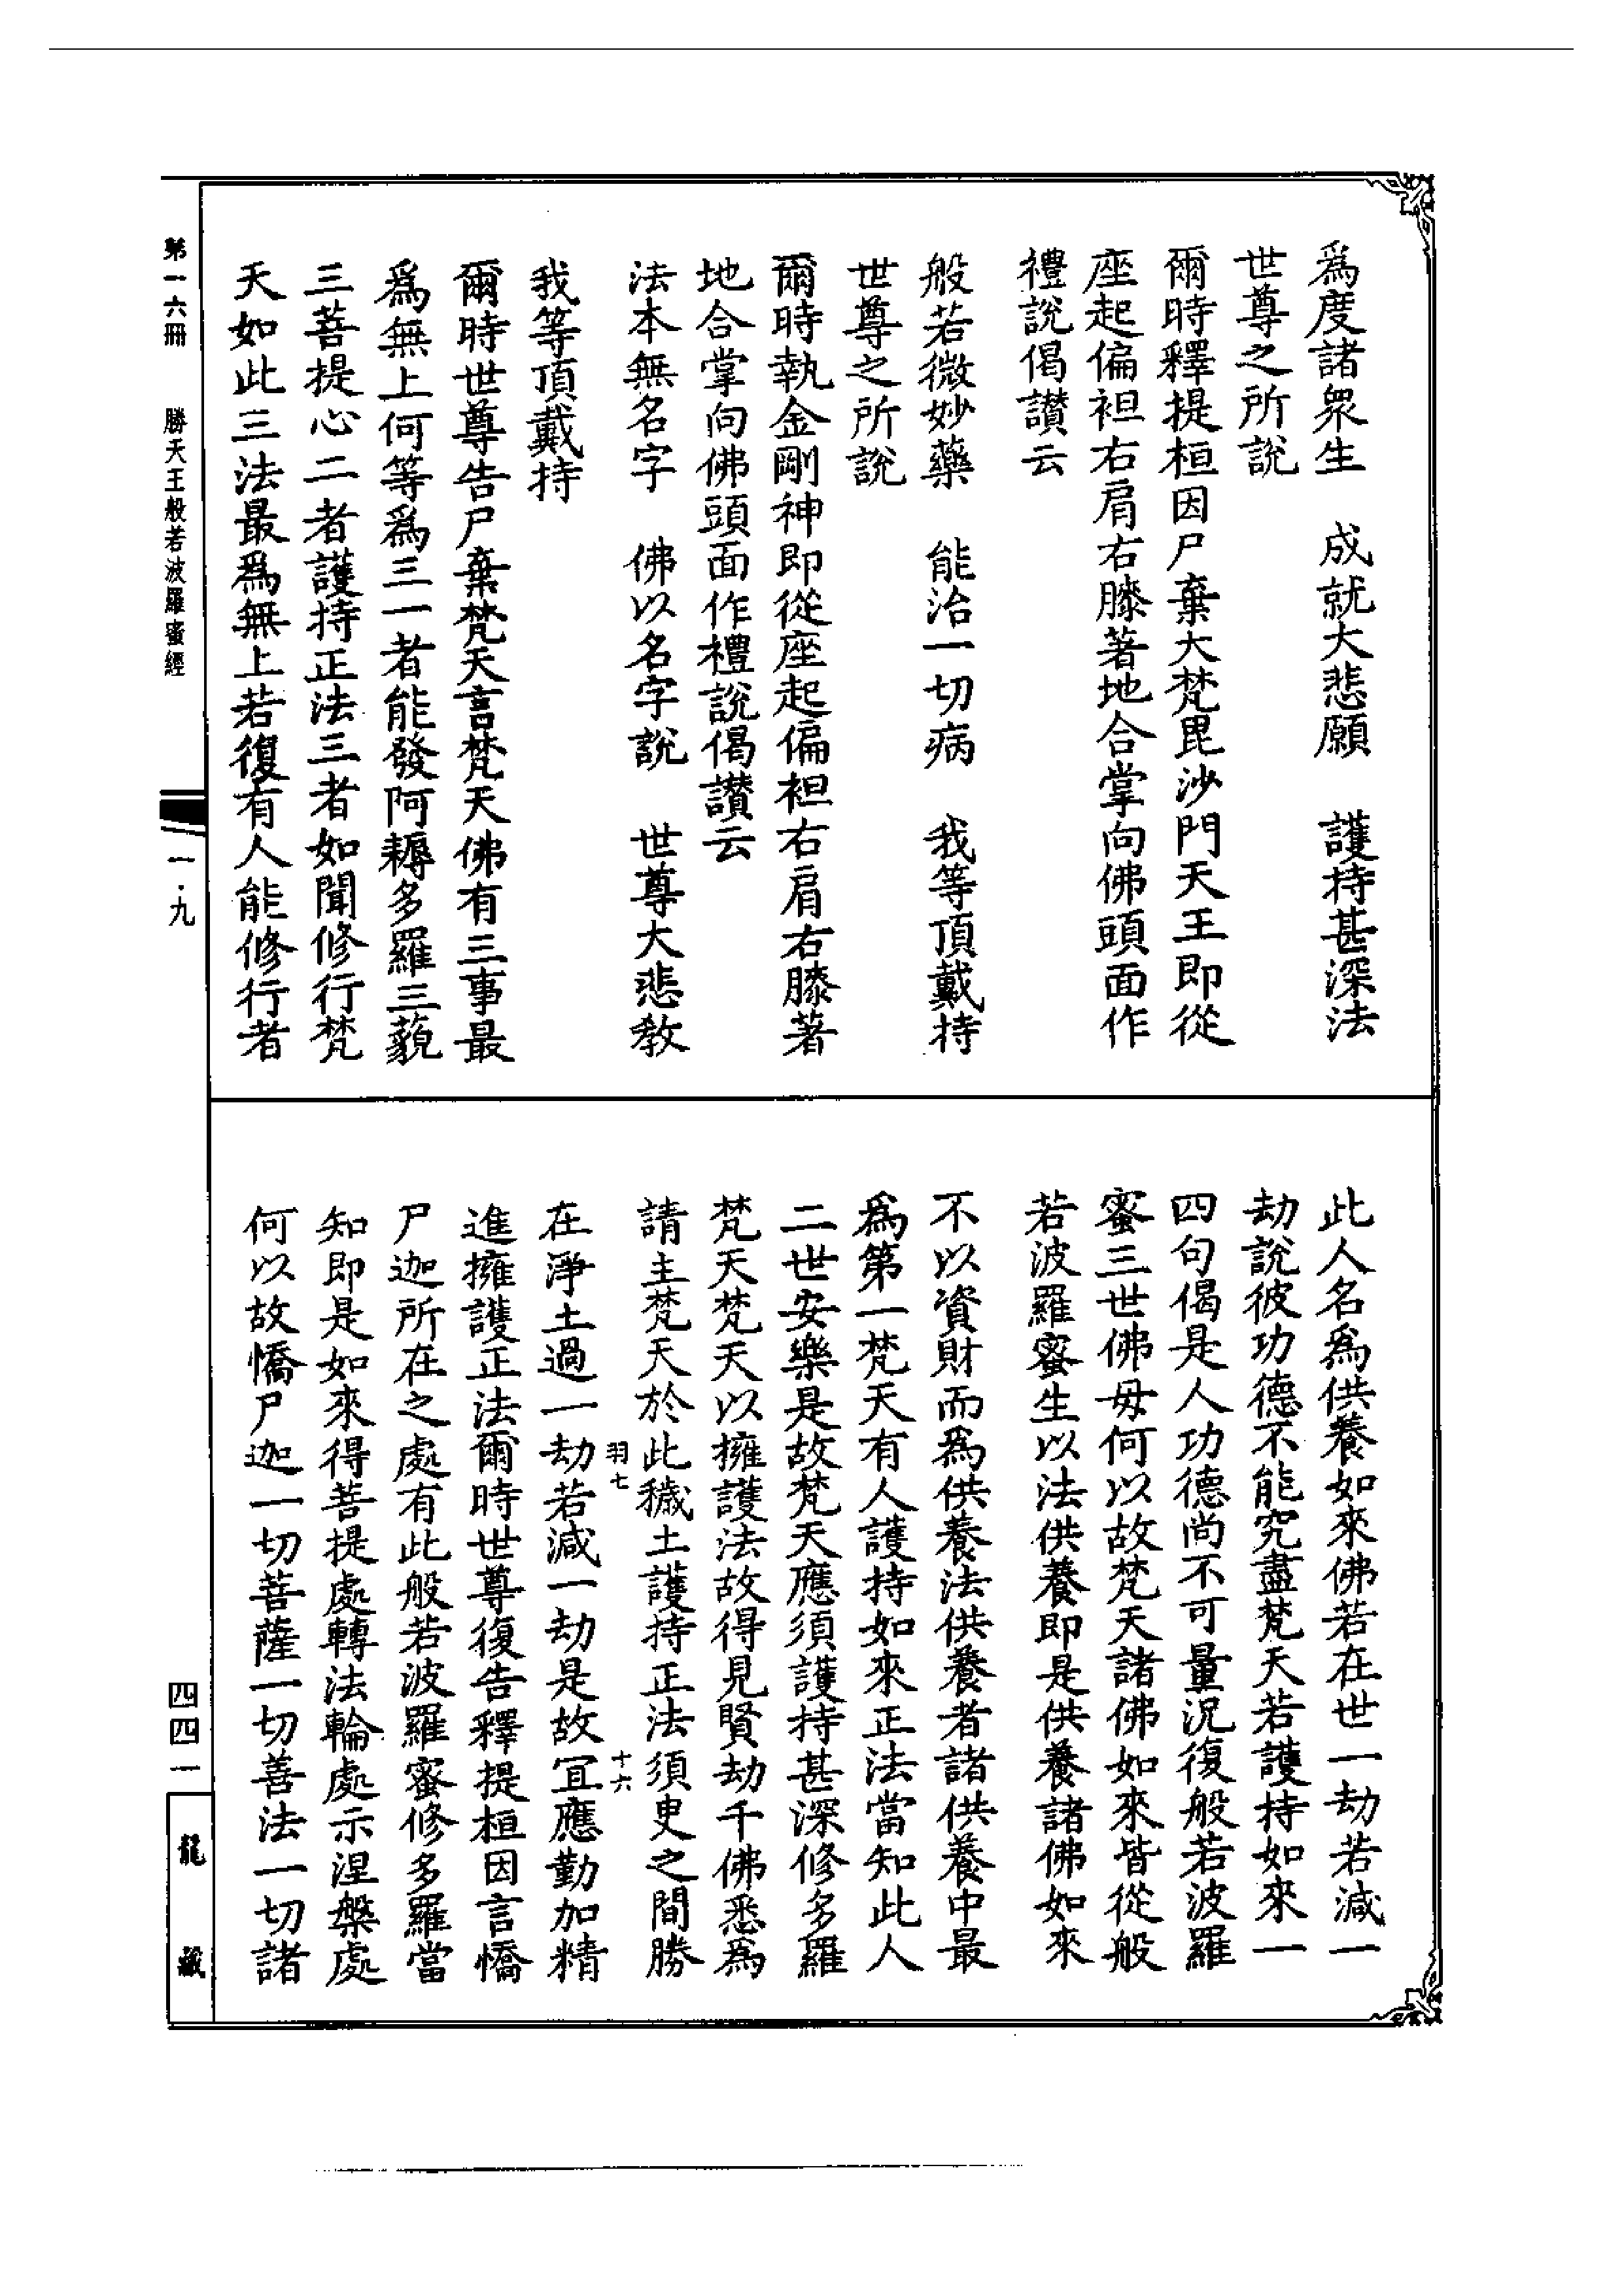 為度諸眾生　成就大悲願　護持甚深法
世尊之所說
爾時釋提桓因尸棄大梵毘沙門天王即從
座起偏袒右肩右膝著地合掌向佛頭面作
禮說偈讚云
般若微妙藥　能治一切病　我等頂戴持
世尊之所說
爾時執金剛神即從座起偏袒右肩右膝著
地合掌向佛頭面作禮說偈讚云
法本無名字　佛以名字說　世尊大悲教
我等頂戴持
爾時世尊告尸棄梵天言梵天佛有三事最
為無上何等為三一者能發阿耨多羅三藐
三菩提心二者護持正法三者如聞修行梵
天如此三法最為無上若復有人能修行者
此人名為供養如來佛若在世一劫若減一
劫說彼功德不能究盡梵天若護持如來一
四句偈是人功德尚不可量況復般若波羅
蜜三世佛母何以故梵天諸佛如來皆從般
若波羅蜜生以法供養即是供養諸佛如來
不以資財而為供養法供養者諸供養中最
為第一梵天有人護持如來正法當知此人
二世安樂是故梵天應須護持甚深修多羅
梵天梵天以擁護法故得見賢劫千佛悉為
請主梵天於此穢土護持正法須臾之間勝
羽七　十六
在淨土過一劫若減一劫是故宜應勤加精
進擁護正法爾時世尊復告釋提桓因言憍
尸迦所在之處有此般若波羅蜜修多羅當
知即是如來得菩提處轉法輪處示涅槃處
何以故憍尸迦一切菩薩一切善法一切諸
第一六冊　勝天王般若波羅蜜經　一·九　四四一　龍藏